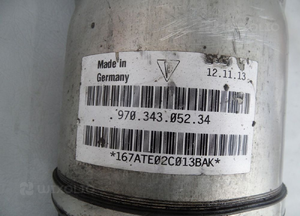 Made in
Germany
12.11.13
970.343.052.34
*167ATE02C013BAK*